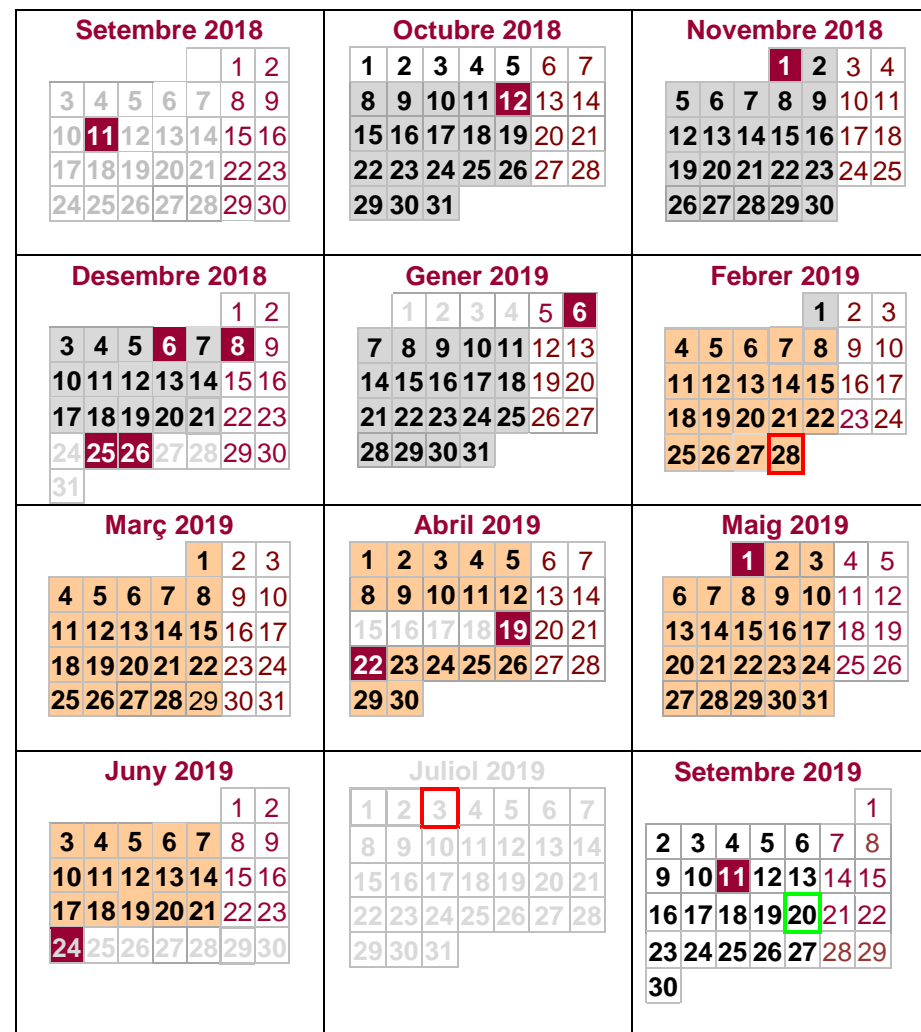 Setembre 2018
1 2
3 4 5 6 7 8 9
10 11 12 13 14 15 16
17 18 19 20 21 22 23
24 25 26 27 28 29 30
Octubre 2018
1 2 3 4 5 6 7
8 9 10 11 12 13 14
15 16 17 18 19 20 21
22 23 24 25 26 27 28
29 30 31
Novembre 2018
1 2 3 4
5 6 7 8 9 10 11
12 13 14 15 16 17 18
19 20 21 22 23 24 25
26 27 28 29 30
Desembre 2018
1 2
3 4 5 6 7 8 9
10 11 12 13 14 15 16
17 18 19 20 21 22 23
24 25 26 27 28 29 30
31
Gener 2019
1 2 3 4 5 6
7 8 9 10 11 12 13
14 15 16 17 18 19 20
21 22 23 24 25 26 27
28 29 30 31
Febrer 2019
1 2 3
4 5 6 7 8 9 10
11 12 13 14 15 16 17
18 19 20 21 22 23 24
25 26 27 28
Març 2019
1 2 3
4 5 6 7 8 9 10
11 12 13 14 15 16 17
18 19 20 21 22 23 24
25 26 27 28 29 30 31
Abril 2019
1 2 3 4 5 6 7
8 9 10 11 12 13 14
15 16 17 18 19 20 21
22 23 24 25 26 27 28
29 30
Maig 2019
1 2 3 4 5
6 7 8 9 10 11 12
13 14 15 16 17 18 19
20 21 22 23 24 25 26
27 28 29 30 31
Juny 2019
1 2
3 4 5 6 7 8 9
10 11 12 13 14 15 16
17 18 19 20 21 22 23
24 25 26 27 28 29 30
Juliol 2019
1 2 3 4 5 6 7
8 9 10 11 12 13 14
15 16 17 18 19 20 21
22 23 24 25 26 27 28
29 30 31
Setembre 2019
1
2 3 4 5 6 7 8
9 10 11 12 13 14 15
16 17 18 19 20 21 22
23 24 25 26 27 28 29
30